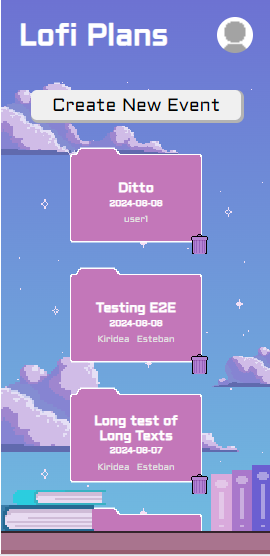 Lofi Plans
Create New Event
Ditto
2024-08-08
user1
Testing E2E
2024-08-08
Kiridea Esteban
Long test of
Long Texts
2024-08-07
Kiridea Esteban